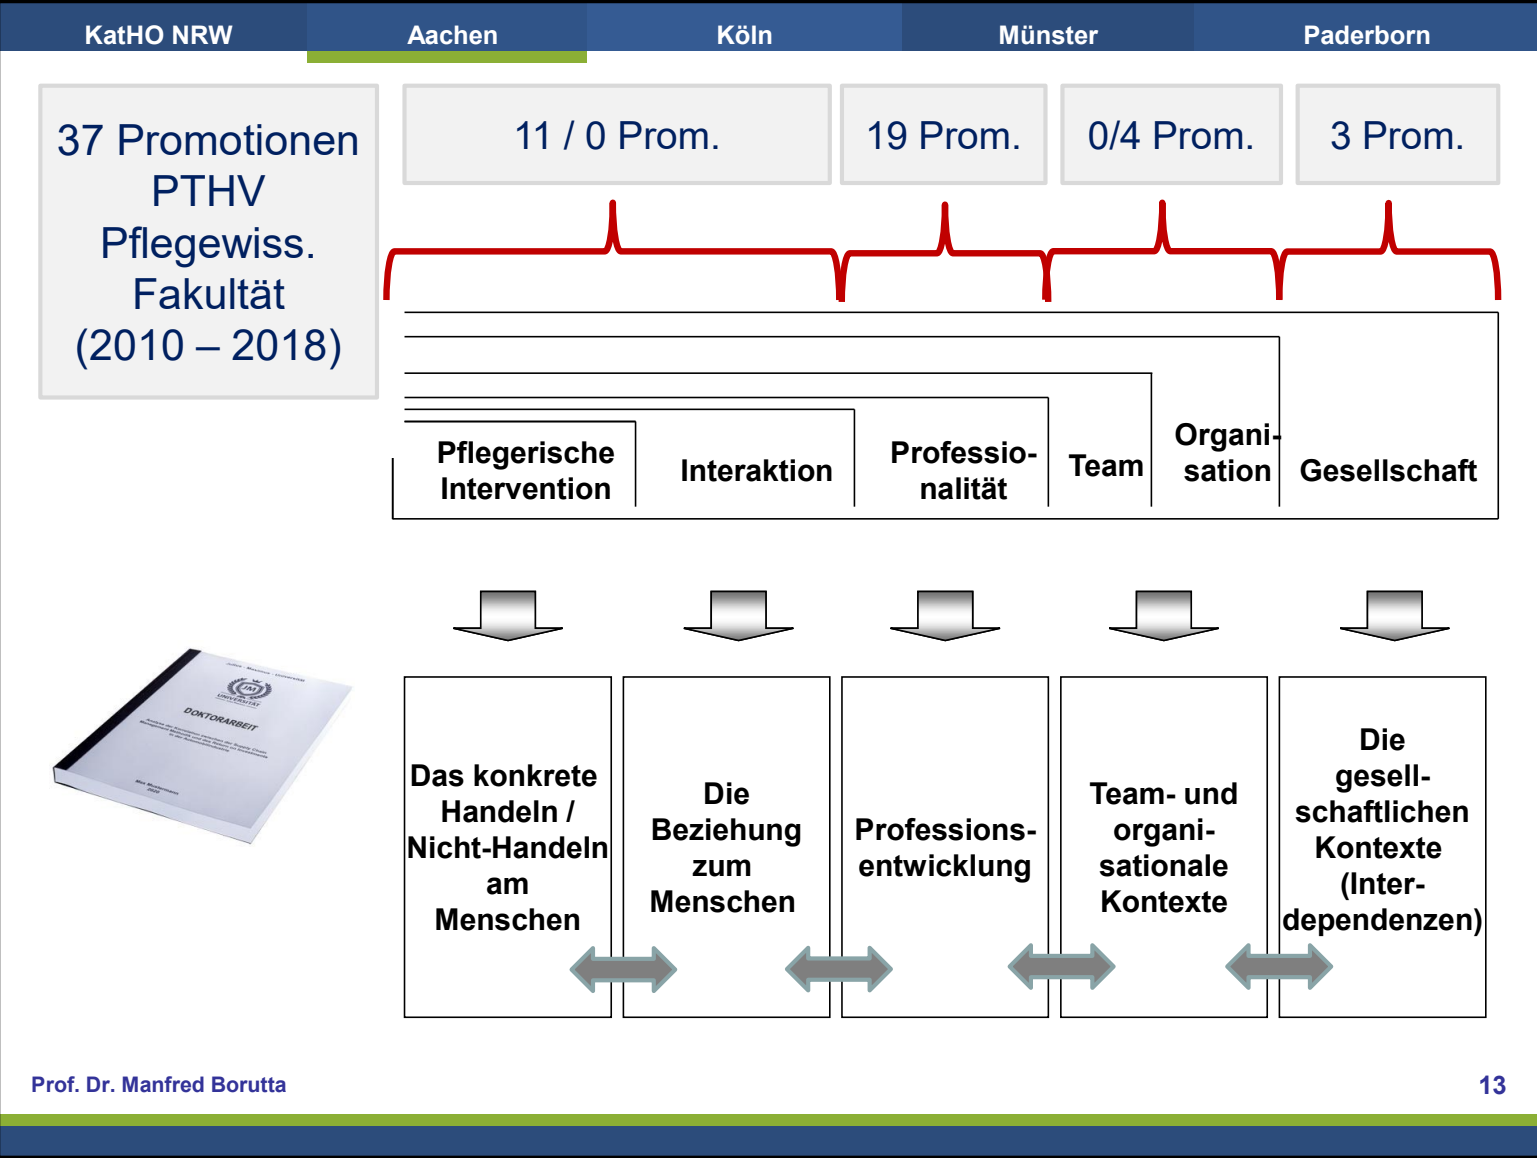 KatHO NRW
Aachen
Köln
Münster
Paderborn
37 Promotionen
PTHV
Pflegewiss.
Fakultät
(2010 – 2018)
11 / 0 Prom.
19 Prom.
0/4 Prom.
3 Prom.
Pflegerische
Intervention
Interaktion
Professio-
nalität
Team
Organi-
sation
Gesellschaft
DOKTORARBEIT
Das konkrete
Handeln /
Nicht-Handeln
am
Menschen
Die
Beziehung
zum
Menschen
Professions-
entwicklung
Team- und
organi-
sationale
Kontexte
Die
gesell-
schaftlichen
Kontexte
(Inter-
dependenzen)
Prof. Dr. Manfred Borutta
13